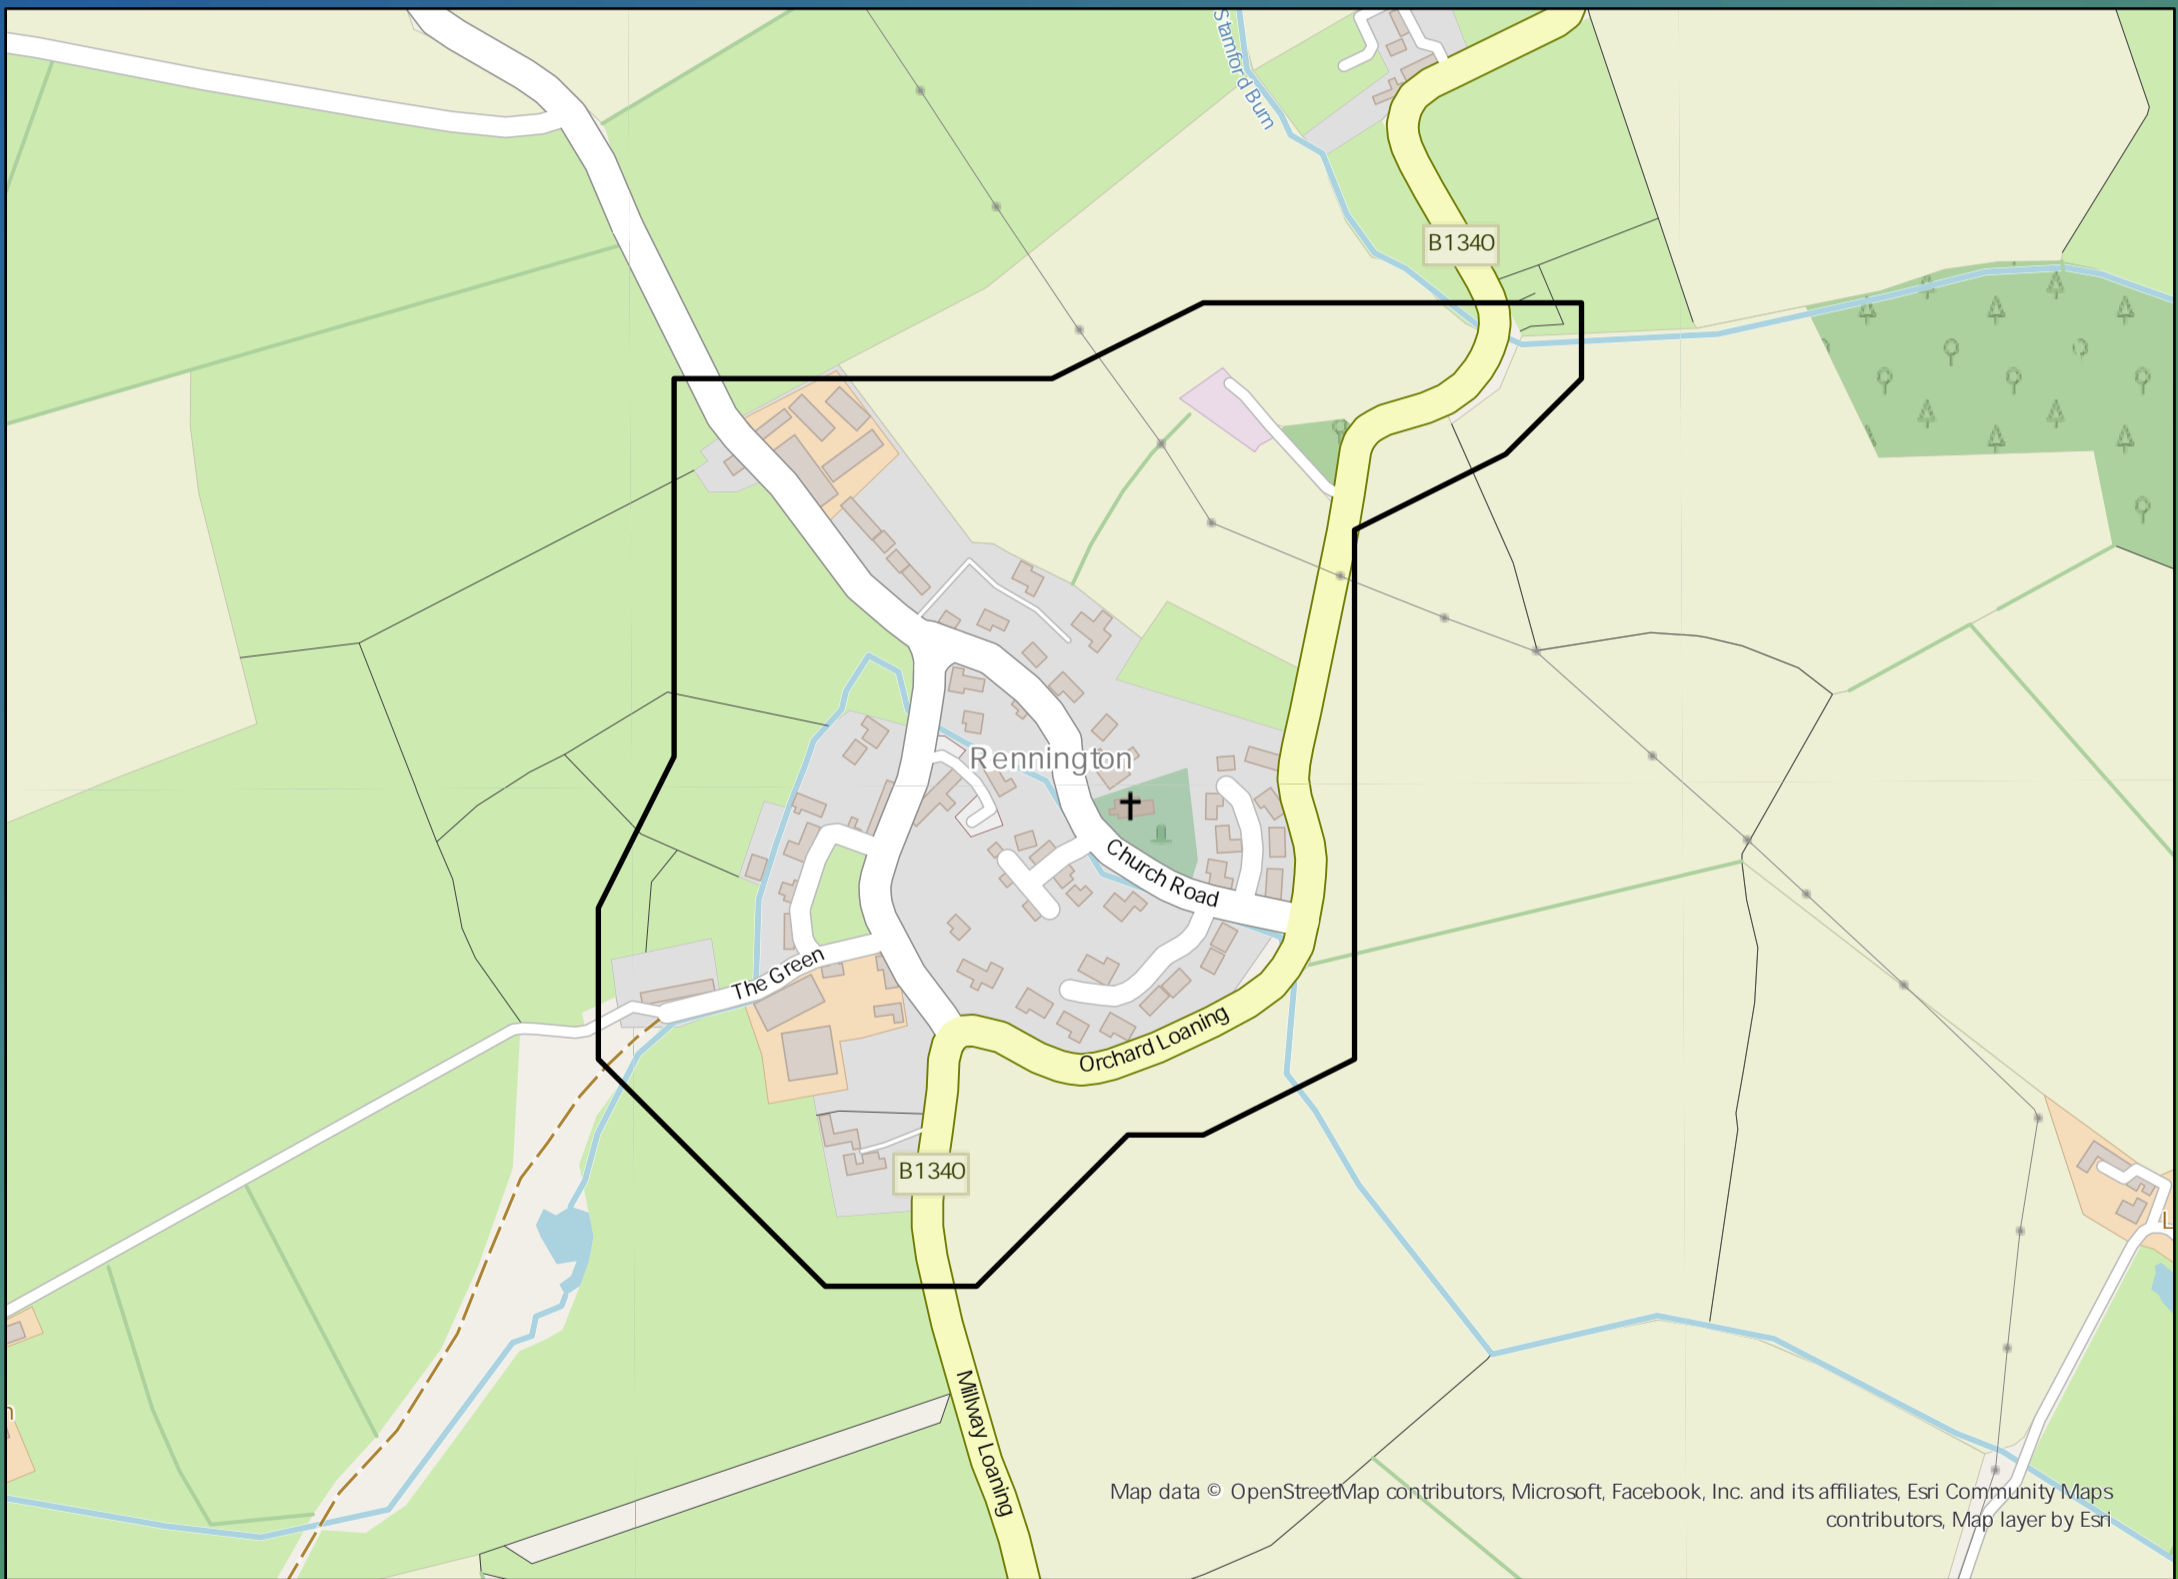 Stamford Burn
B1340
Rennington
Church Road
The Green
Orchard Loaning
B1340
Millway Loaning
Map data © OpenStreetMap contributors, Microsoft, Facebook, Inc. and its affiliates, Esri Community Maps
contributors, Map layer by Esri